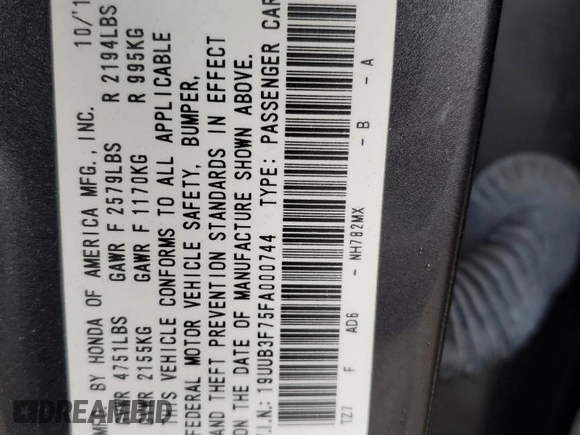 MFD BY HONDA OF AMERICA MFG., INC. 10/1
4751LBS GAWR F 2579LBS R 2194LBS
2155KG GAWR F 1170KG R 995KG
THIS VEHICLE CONFORMS TO ALL APPLICABLE
FEDERAL MOTOR VEHICLE SAFETY, BUMPER,
AND THEFT PREVENTION STANDARDS IN EFFECT
ON THE DATE OF MANUFACTURE SHOWN ABOVE.
V.I.N.: 19UUB3F75FA000744 TYPE: PASSENGER CAR
TZ7 F AD6 - NH782MX - B - A
IDRIVESAFELY